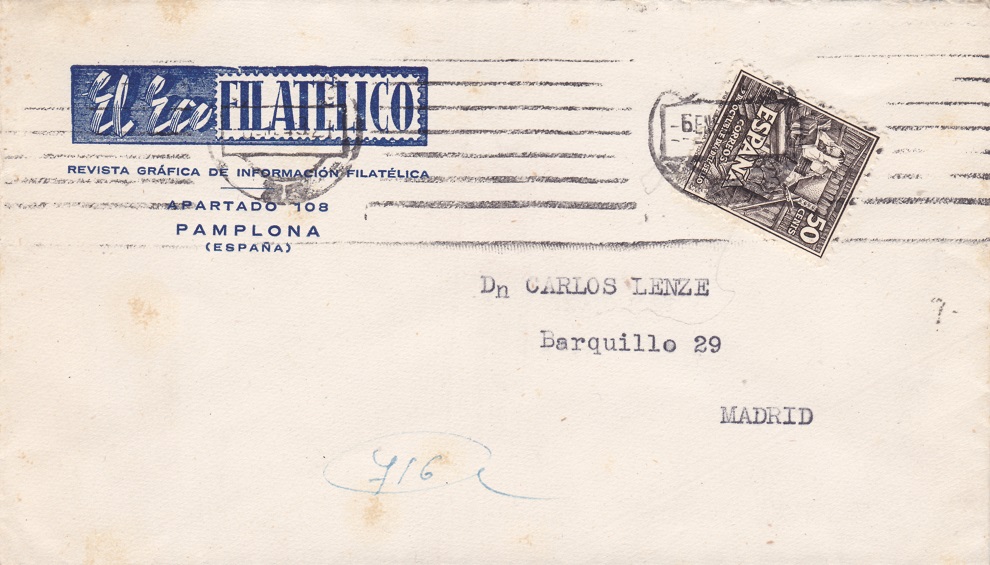 El Eco FILATÉLICO
REVISTA GRÁFICA DE INFORMACIÓN FILATÉLICA
APARTADO 108
PAMPLONA
(ESPAÑA)
ESPAÑA
CORREOS
50
CENTS
Dn CARLOS LENZE
Barquillo 29
MADRID
7-
716